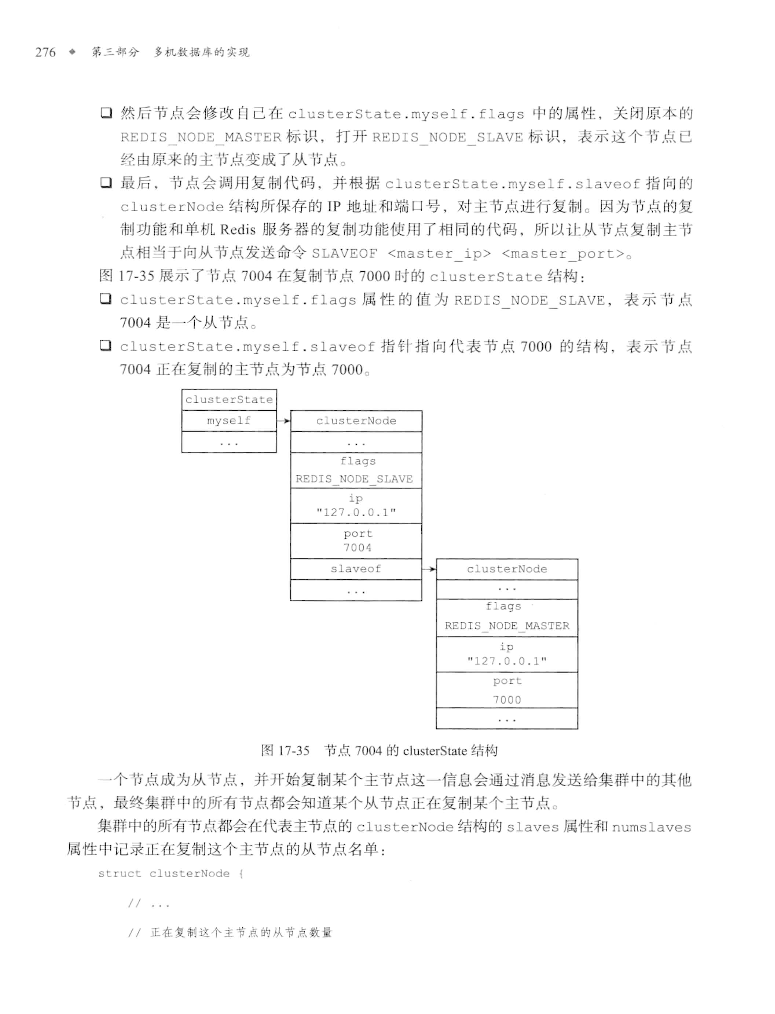 276 ◆ 第三部分 多机数据库的实现
❑ 然后节点会修改自己在 clusterState.myself.flags 中的属性，关闭原本的
REDIS_NODE_MASTER 标识，打开 REDIS_NODE_SLAVE 标识，表示这个节点已
经由原来的主节点变成了从节点。
❑ 最后，节点会调用复制代码，并根据 clusterState.myself.slaveof 指向的
clusterNode 结构所保存的 IP 地址和端口号，对主节点进行复制。因为节点的复
制功能和单机 Redis 服务器的复制功能使用了相同的代码，所以让从节点复制主节
点相当于向从节点发送命令 SLAVEOF <master_ip> <master_port>。
图 17-35 展示了节点 7004 在复制节点 7000 时的 clusterState 结构：
❑ clusterState.myself.flags 属性的值为 REDIS_NODE_SLAVE，表示节点
7004 是一个从节点。
❑ clusterState.myself.slaveof 指针指向代表节点 7000 的结构，表示节点
7004 正在复制的主节点为节点 7000。
clusterState
myself
...
clusterNode
...
flags
REDIS_NODE_SLAVE
ip
"127.0.0.1"
port
7004
slaveof
...
clusterNode
...
flags
REDIS_NODE_MASTER
ip
"127.0.0.1"
port
7000
...
图 17-35 节点 7004 的 clusterState 结构
一个节点成为从节点，并开始复制某个主节点这一信息会通过消息发送给集群中的其他
节点，最终集群中的所有节点都会知道某个从节点正在复制某个主节点。
集群中的所有节点都会在代表主节点的 clusterNode 结构的 slaves 属性和 numslaves
属性中记录正在复制这个主节点的从节点名单：
struct clusterNode {
// ...
// 正在复制这个主节点的从节点数量